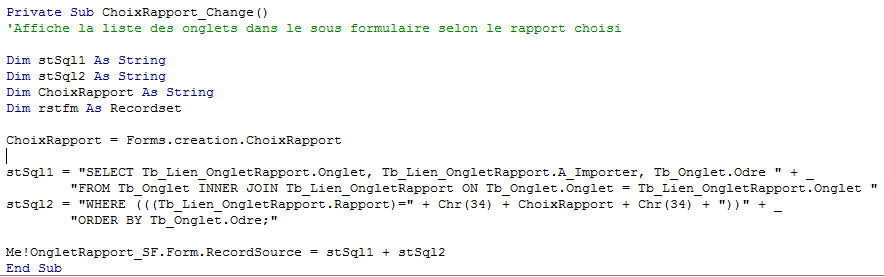 Private Sub ChoixRapport_Change()
'Affiche la liste des onglets dans le sous formulaire selon le rapport choisi
Dim stSql1 As String
Dim stSql2 As String
Dim ChoixRapport As String
Dim rstfm As Recordset
ChoixRapport = Forms.creation.ChoixRapport
stSql1 = "SELECT Tb_Lien_OngletRapport.Onglet, Tb_Lien_OngletRapport.A_Importer, Tb_Onglet.Odre " + _
"FROM Tb_Onglet INNER JOIN Tb_Lien_OngletRapport ON Tb_Onglet.Onglet = Tb_Lien_OngletRapport.Onglet "
stSql2 = "WHERE (((Tb_Lien_OngletRapport.Rapport)=" + Chr(34) + ChoixRapport + Chr(34) + "))" + _
"ORDER BY Tb_Onglet.Odre;"
Me!OngletRapport_SF.Form.RecordSource = stSql1 + stSql2
End Sub